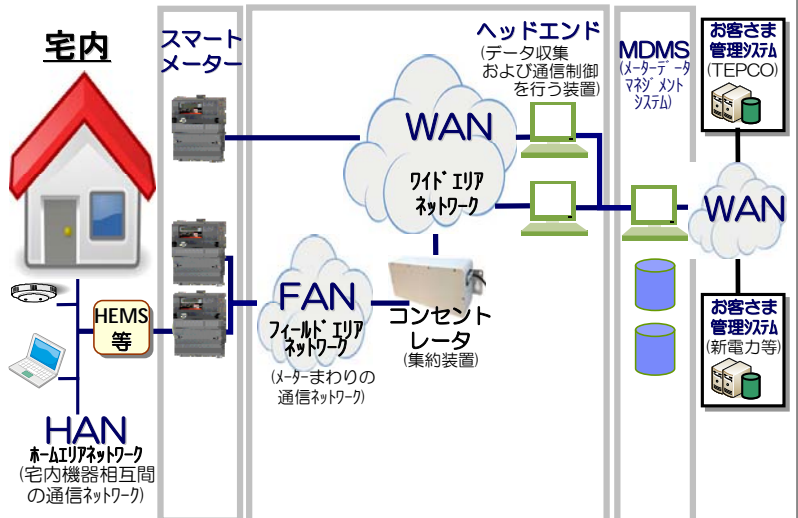 宅内
HEMS
等
HAN
ホームエリアネットワーク
(宅内機器相互間
の通信ネットワーク)
スマート
メーター
FAN
フィールドエリア
ネットワーク
(メーターまわりの
通信ネットワーク)
WAN
ワイドエリア
ネットワーク
コンセント
レータ
(集約装置)
ヘッドエンド
(データ収集
および通信制御
を行う装置)
MDMS
(メーターデータ
マネジメント
システム)
お客さま
管理システム
(TEPCO)
WAN
お客さま
管理システム
(新電力等)